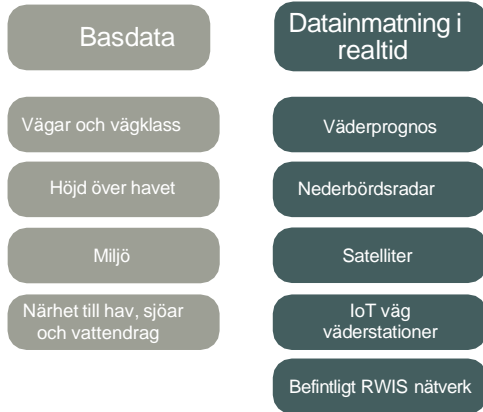 Basdata
Datainmatning i
realtid
Vägar och vägklass
Höjd över havet
Miljö
Närhet till hav, sjöar
och vattendrag
Väderprognos
Nederbördsradar
Satelliter
IoT väg
väderstationer
Befintligt RWIS nätverk